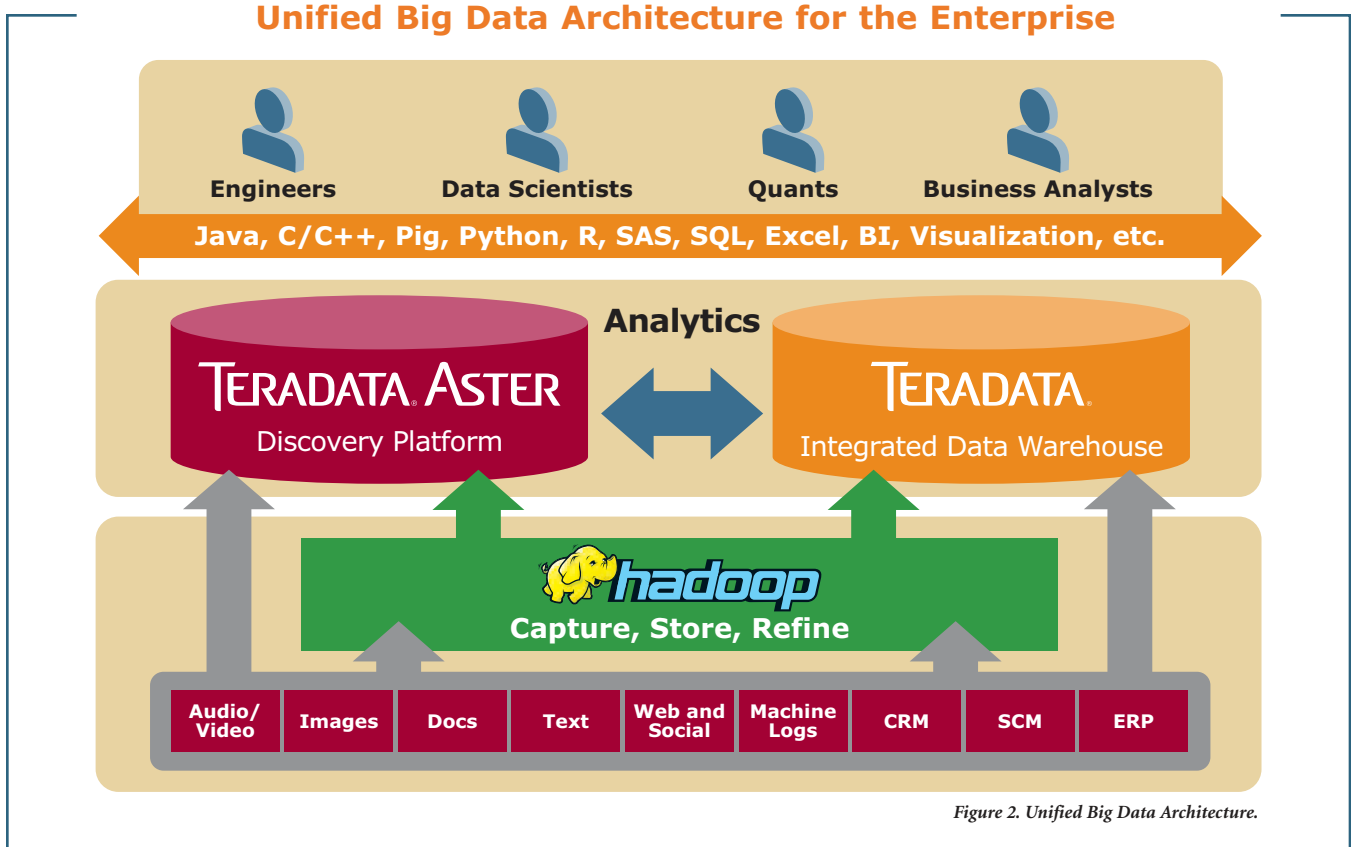 Unified Big Data Architecture for the Enterprise
Engineers
Data Scientists
Quants
Business Analysts
Java, C/C++, Pig, Python, R, SAS, SQL, Excel, BI, Visualization, etc.
Analytics
TERADATA® ASTER
Discovery Platform
TERADATA®
Integrated Data Warehouse
hadoop
Capture, Store, Refine
Audio/
Video
Images
Docs
Text
Web and
Social
Machine
Logs
CRM
SCM
ERP
Figure 2. Unified Big Data Architecture.